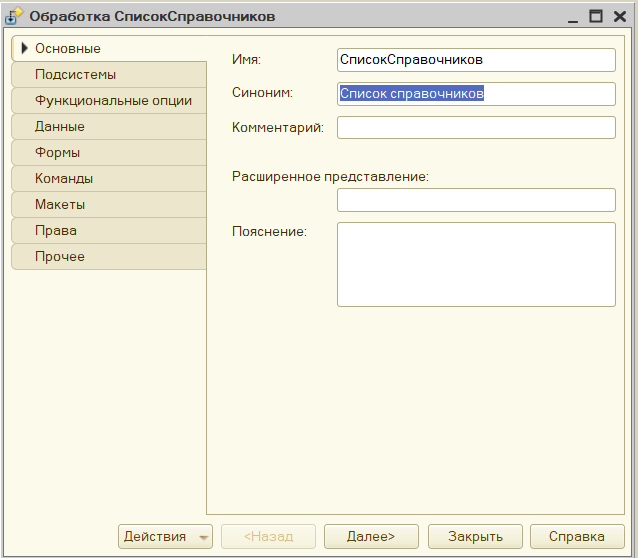 Обработка СписокСправочников
Основные
Подсистемы
Функциональные опции
Данные
Формы
Команды
Макеты
Права
Прочее
Имя: СписокСправочников
Синоним: Список справочников
Комментарий:
Расширенное представление:
Пояснение:
Действия <Назад Далее> Закрыть Справка